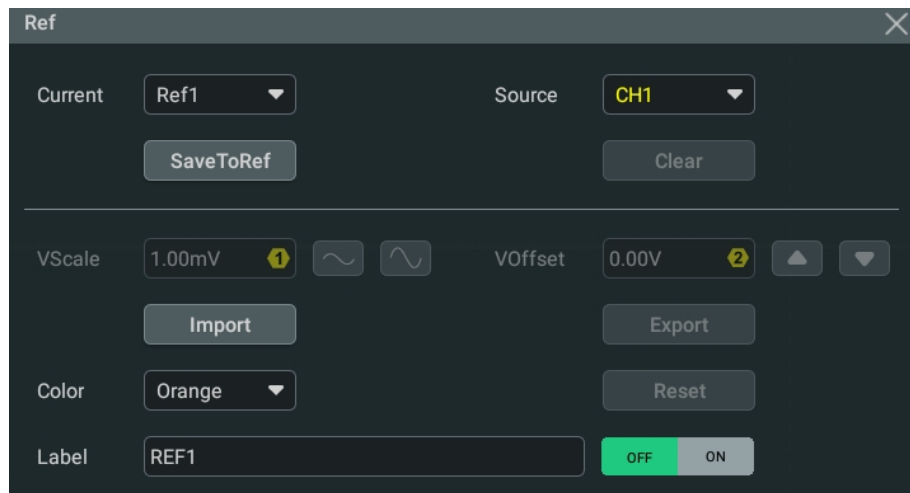 Ref
Current Ref1 Source CH1
SaveToRef Clear
VScale 1.00mV 1 VOffset 0.00V 2
Import Export
Color Orange Reset
Label REF1 OFF ON